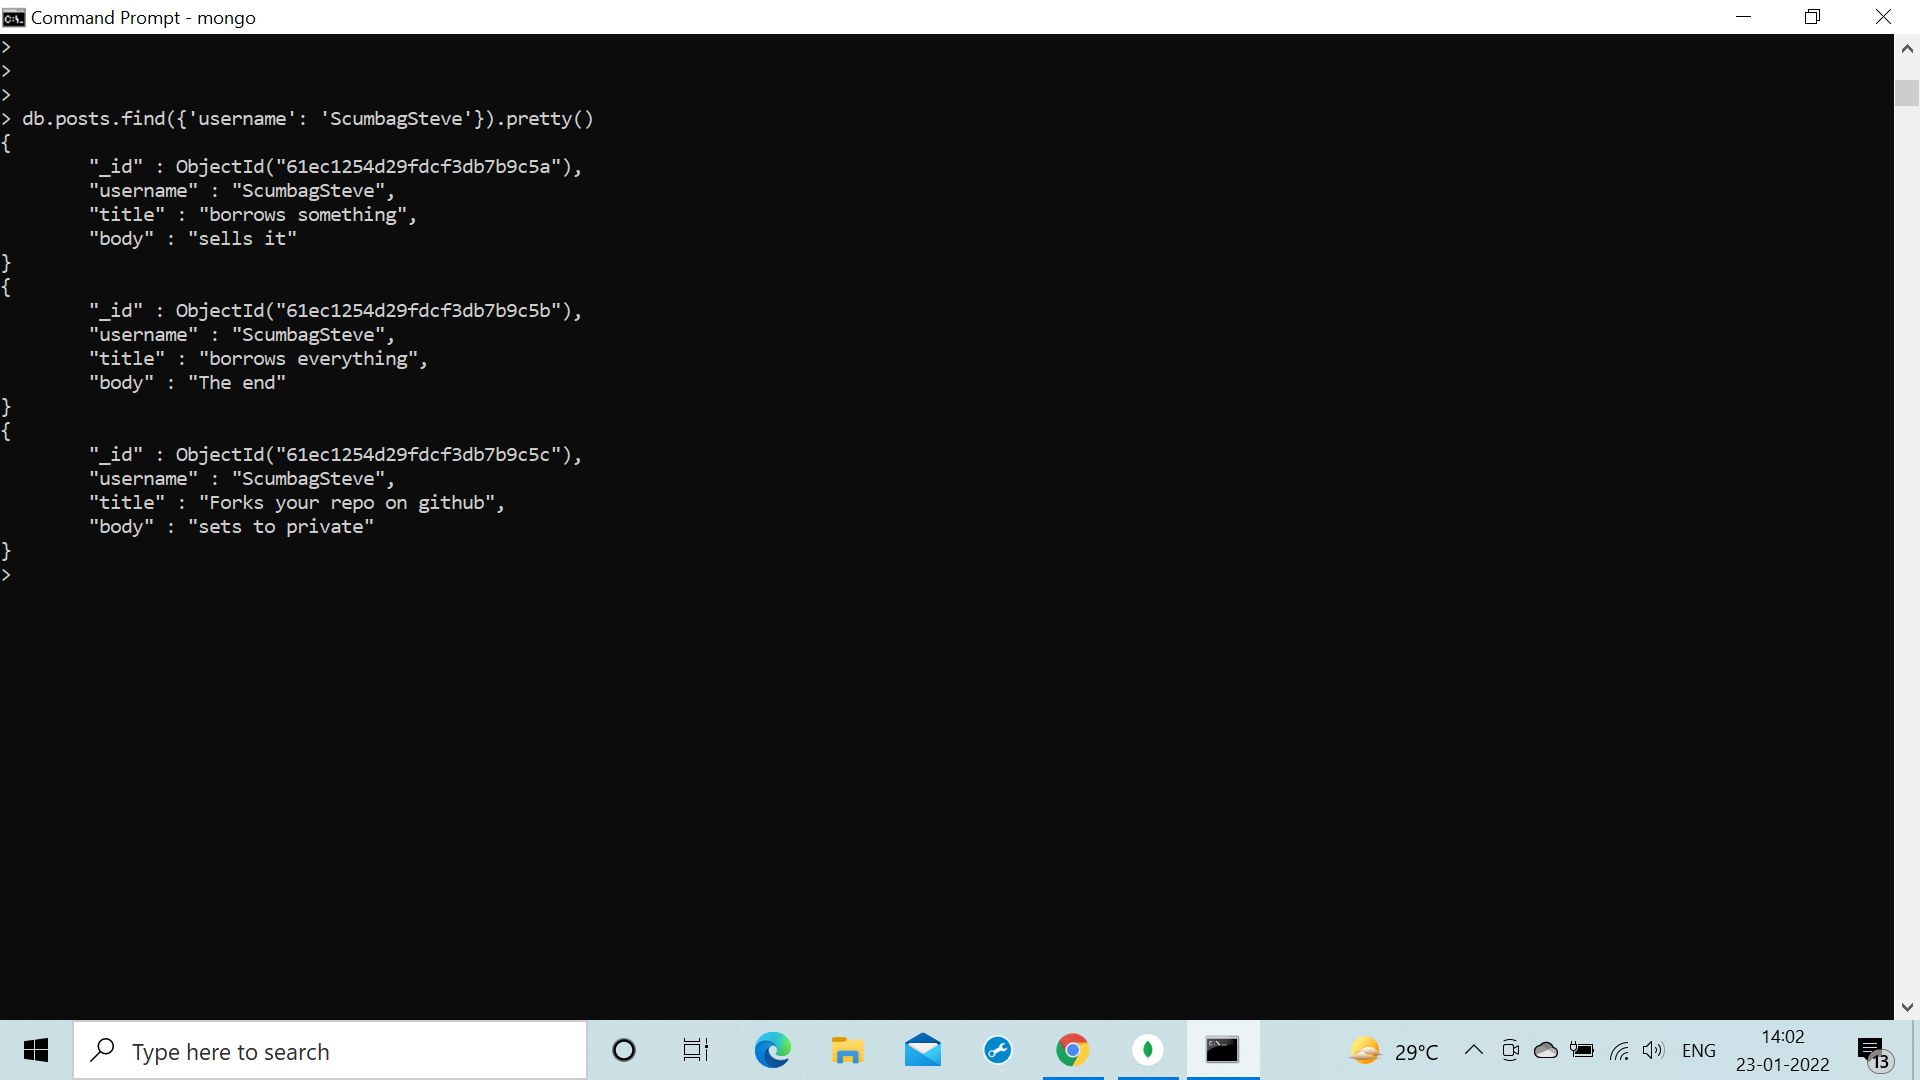 Command Prompt - mongo
>
>
>
> db.posts.find({'username': 'ScumbagSteve'}).pretty()
{
        "_id" : ObjectId("61ec1254d29fdcf3db7b9c5a"),
        "username" : "ScumbagSteve",
        "title" : "borrows something",
        "body" : "sells it"
}
{
        "_id" : ObjectId("61ec1254d29fdcf3db7b9c5b"),
        "username" : "ScumbagSteve",
        "title" : "borrows everything",
        "body" : "The end"
}
{
        "_id" : ObjectId("61ec1254d29fdcf3db7b9c5c"),
        "username" : "ScumbagSteve",
        "title" : "Forks your repo on github",
        "body" : "sets to private"
}
>
Type here to search
29°C
ENG
14:02
23-01-2022
13